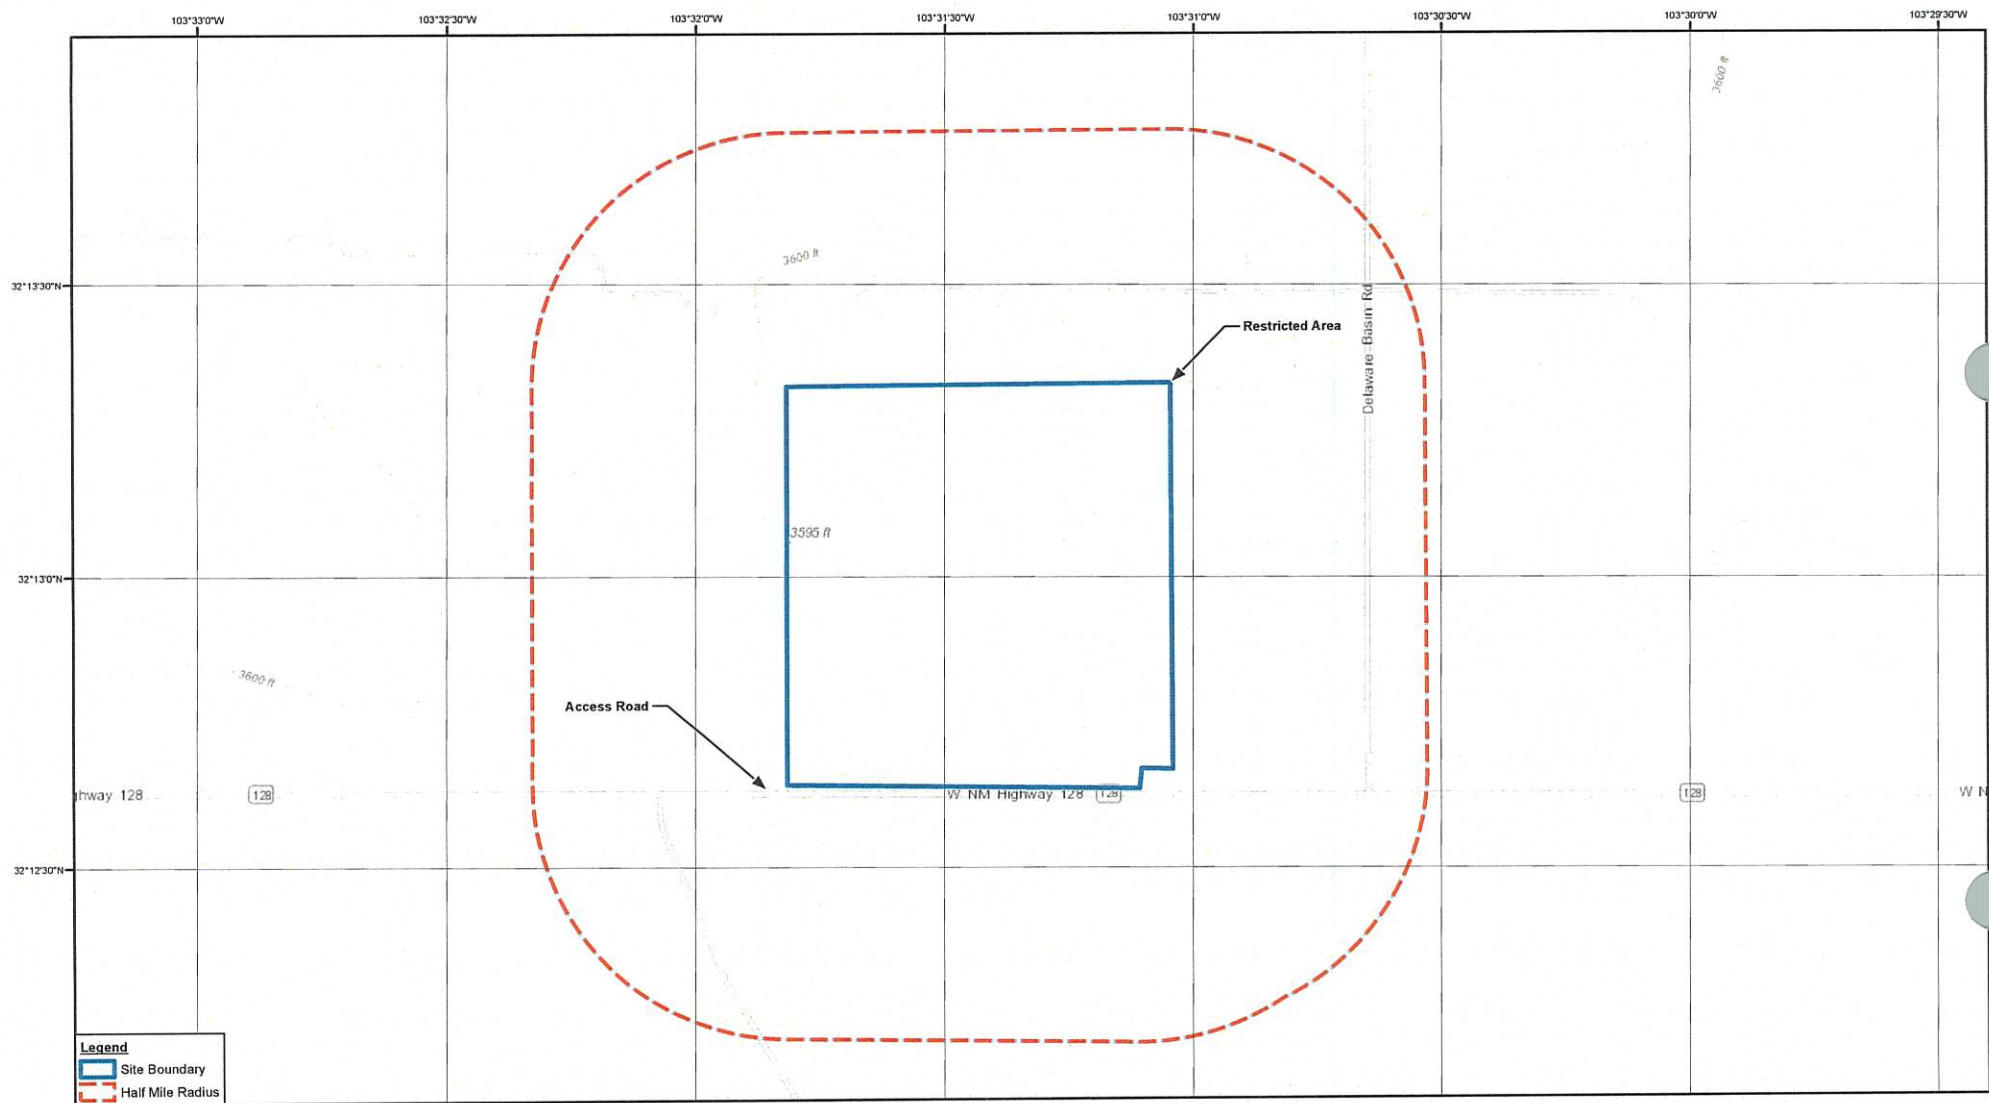 103°33'0"W 103°32'30"W 103°32'0"W 103°31'30"W 103°31'0"W 103°30'30"W 103°30'0"W 103°29'30"W
3600 ft
3600 ft
32°13'30"N
Delaware Basin Rd
Restricted Area
3595 ft
32°13'0"N
3600 ft
Access Road
hway 128
128
W NM Highway 128
128
128
W N
32°12'30"N
Legend
Site Boundary
Half Mile Radius